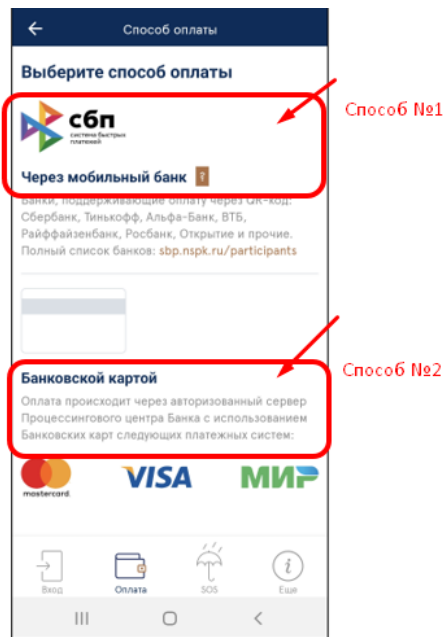 Способ оплаты
Выберите способ оплаты
Способ №1
сбп
система быстрых
платежей
Через мобильный банк ?
Банки, поддерживающие оплату через QR-код:
Сбербанк, Тинькофф, Альфа-Банк, ВТБ,
Райффайзенбанк, Росбанк, Открытие и прочие.
Полный список банков: sbp.nspk.ru/participants
Способ №2
Банковской картой
Оплата происходит через авторизованный сервер
Процессингового центра Банка с использованием
Банковских карт следующих платежных систем:
mastercard.
VISA
МИР
Вход
Оплата
SOS
i
Еще